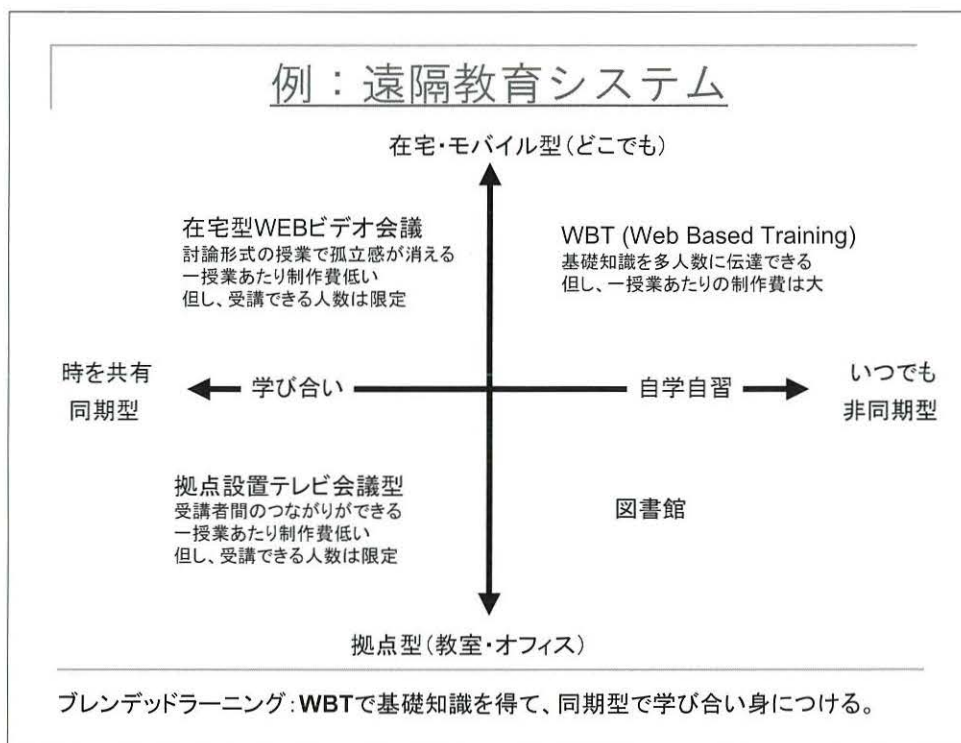 例：遠隔教育システム
在宅・モバイル型（どこでも）
在宅型WEBビデオ会議
討論形式の授業で孤立感が消える
一授業あたり制作費低い
但し、受講できる人数は限定
WBT (Web Based Training)
基礎知識を多人数に伝達できる
但し、一授業あたりの制作費は大
時を共有
同期型
学び合い
自学自習
いつでも
非同期型
拠点設置テレビ会議型
受講者間のつながりができる
一授業あたり制作費低い
但し、受講できる人数は限定
図書館
拠点型（教室・オフィス）
ブレンデッドラーニング：WBTで基礎知識を得て、同期型で学び合い身につける。